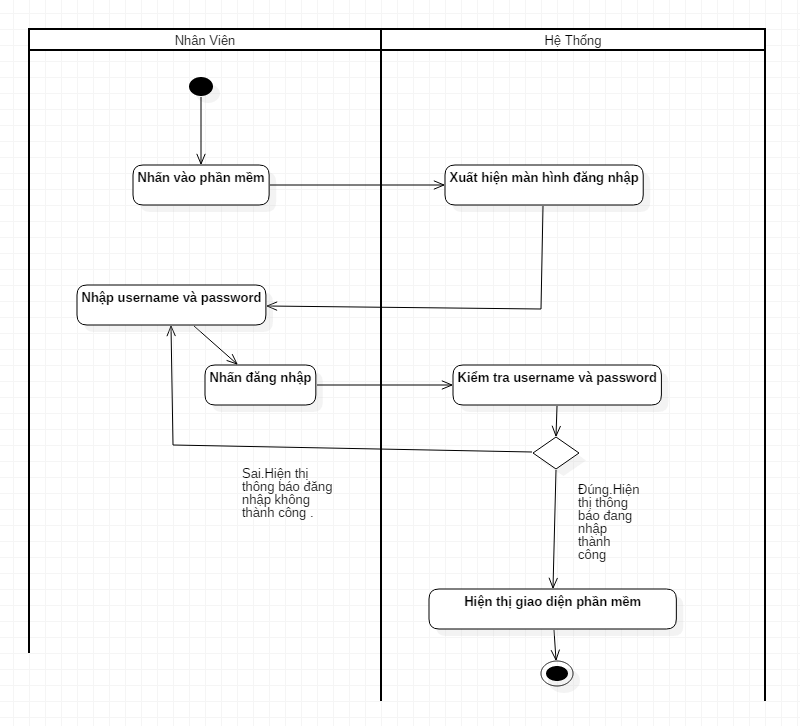 Nhân Viên
Hệ Thống
Nhấn vào phần mềm
Xuất hiện màn hình đăng nhập
Nhập username và password
Nhấn đăng nhập
Kiểm tra username và password
Sai.Hiện thị
thông báo đăng
nhập không
thành công .
Đúng.Hiện
thị thông
báo đang
nhập
thành
công
Hiện thị giao diện phần mềm